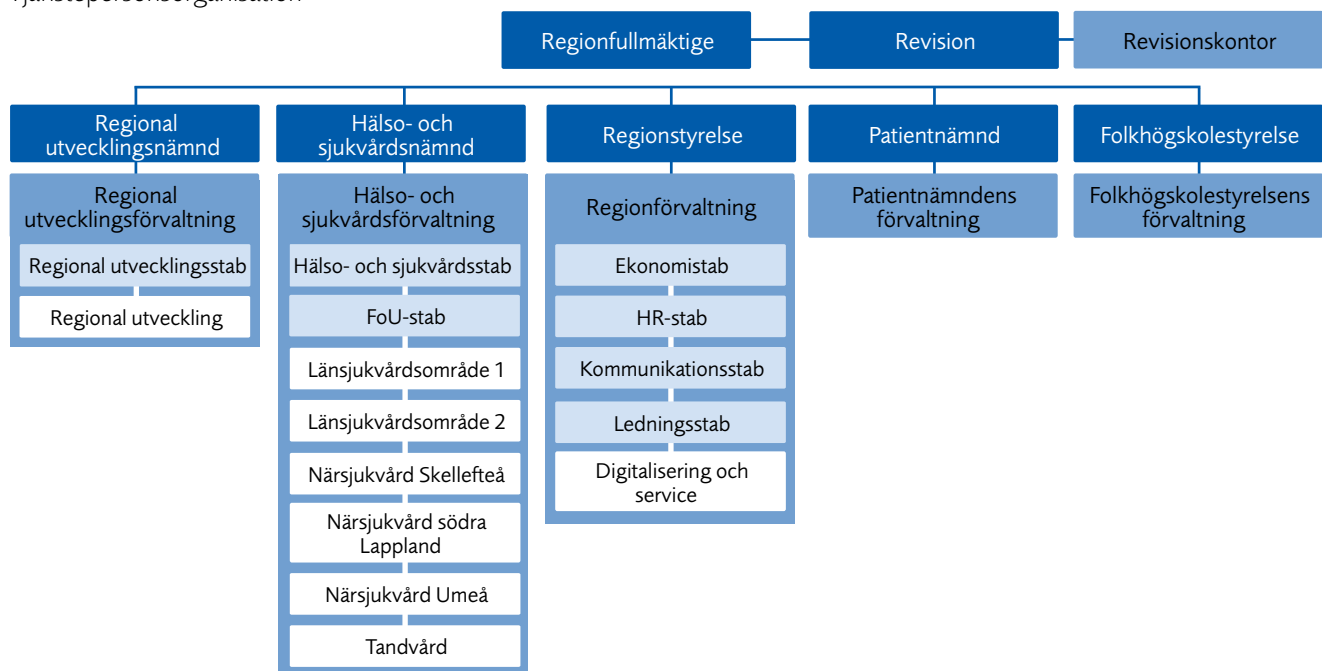 Tjänstepersonsorganisation
Regionfullmäktige
Revision
Revisionskontor
Regional
utvecklingsnämnd
Hälso- och
sjukvårdsnämnd
Regionstyrelse
Patientnämnd
Folkhögskolestyrelse
Regional
utvecklingsförvaltning
Regional utvecklingsstab
Regional utveckling
Hälso- och
sjukvårdsförvaltning
Hälso- och sjukvårdsstab
FoU-stab
Länsjukvårdsområde 1
Länsjukvårdsområde 2
Närsjukvård Skellefteå
Närsjukvård södra
Lappland
Närsjukvård Umeå
Tandvård
Regionförvaltning
Ekonomistab
HR-stab
Kommunikationsstab
Ledningsstab
Digitalisering och
service
Patientnämndens
förvaltning
Folkhögskolestyrelsens
förvaltning